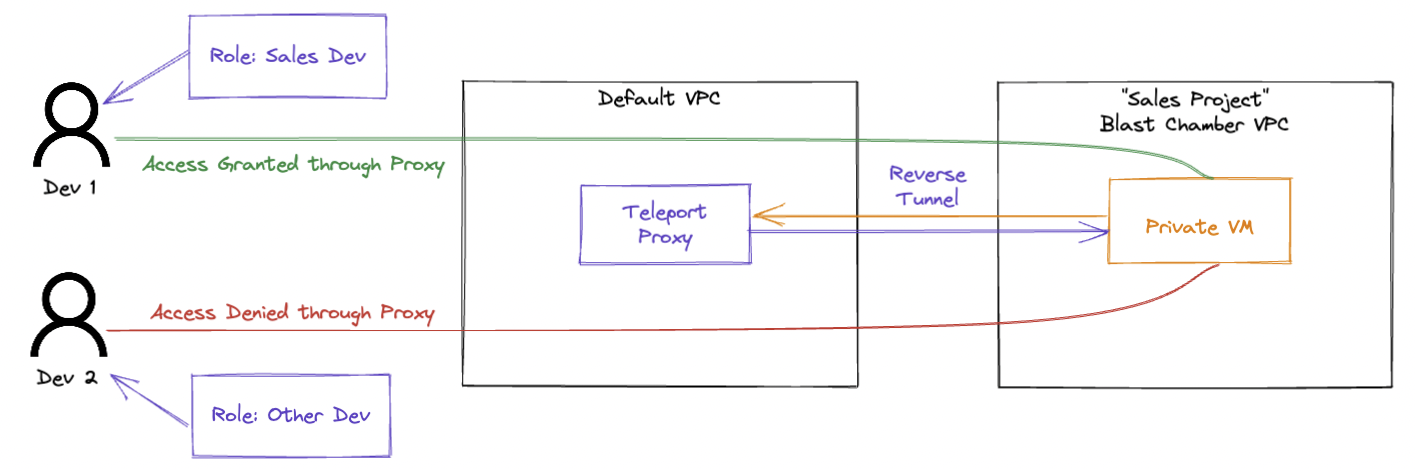 Role: Sales Dev
Default VPC
"Sales Project"
Blast Chamber VPC
Access Granted through Proxy
Dev 1
Reverse
Tunnel
Teleport
Proxy
Private VM
Access Denied through Proxy
Dev 2
Role: Other Dev